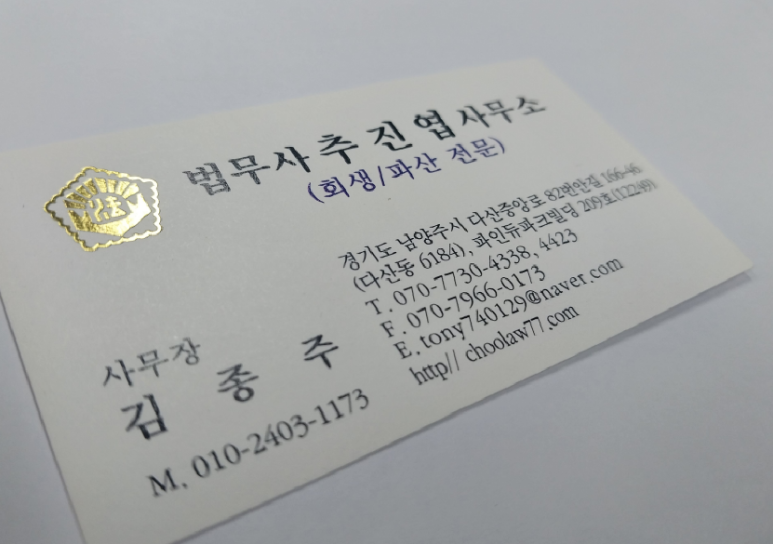 법무사추진엽사무소
(회생/파산 전문)
경기도 남양주시 다산중앙로 82번안길 166-46
(다산동 6184), 파인듀파크빌딩 209호(12249)
T. 070-7730-4338, 4423
F. 070-7966-0173
E. tony740129@naver.com
http// choolaw77.com
사무장
김 종 주
M. 010-2403-1173